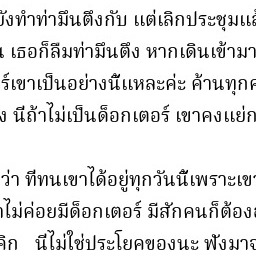 ยังทำท่ามึนตึงกับ แต่เลิกประชุมแล้
เธอก็ลืมท่ามึนตึง หากเดินเข้ามา
ร์เขาเป็นอย่างนี้แหละค่ะ ค้านทุกค
นีถ้าไม่เป็นด็อกเตอร์ เขาคงแย่ก
ว่า ที่ทนเขาได้อยู่ทุกวันนี้เพราะเขา
ไม่ค่อยมีด็อกเตอร์ มีสักคนก็ต้อง
คิก นี่ไม่ใช่ประโยคของนะ ฟังมาจ